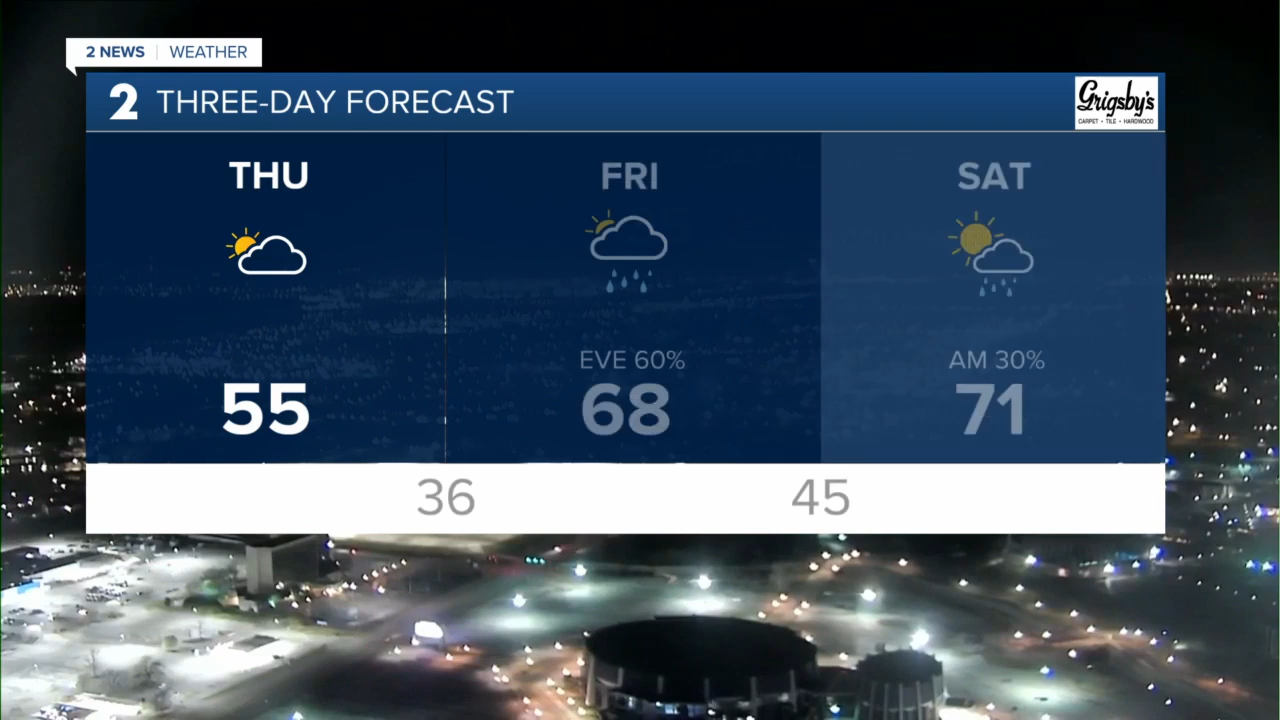 2 NEWS | WEATHER
2 THREE-DAY FORECAST
Grigsby's
CARPET • TILE • HARDWOOD
THU FRI SAT
EVE 60% AM 30%
55 68 71
36 45